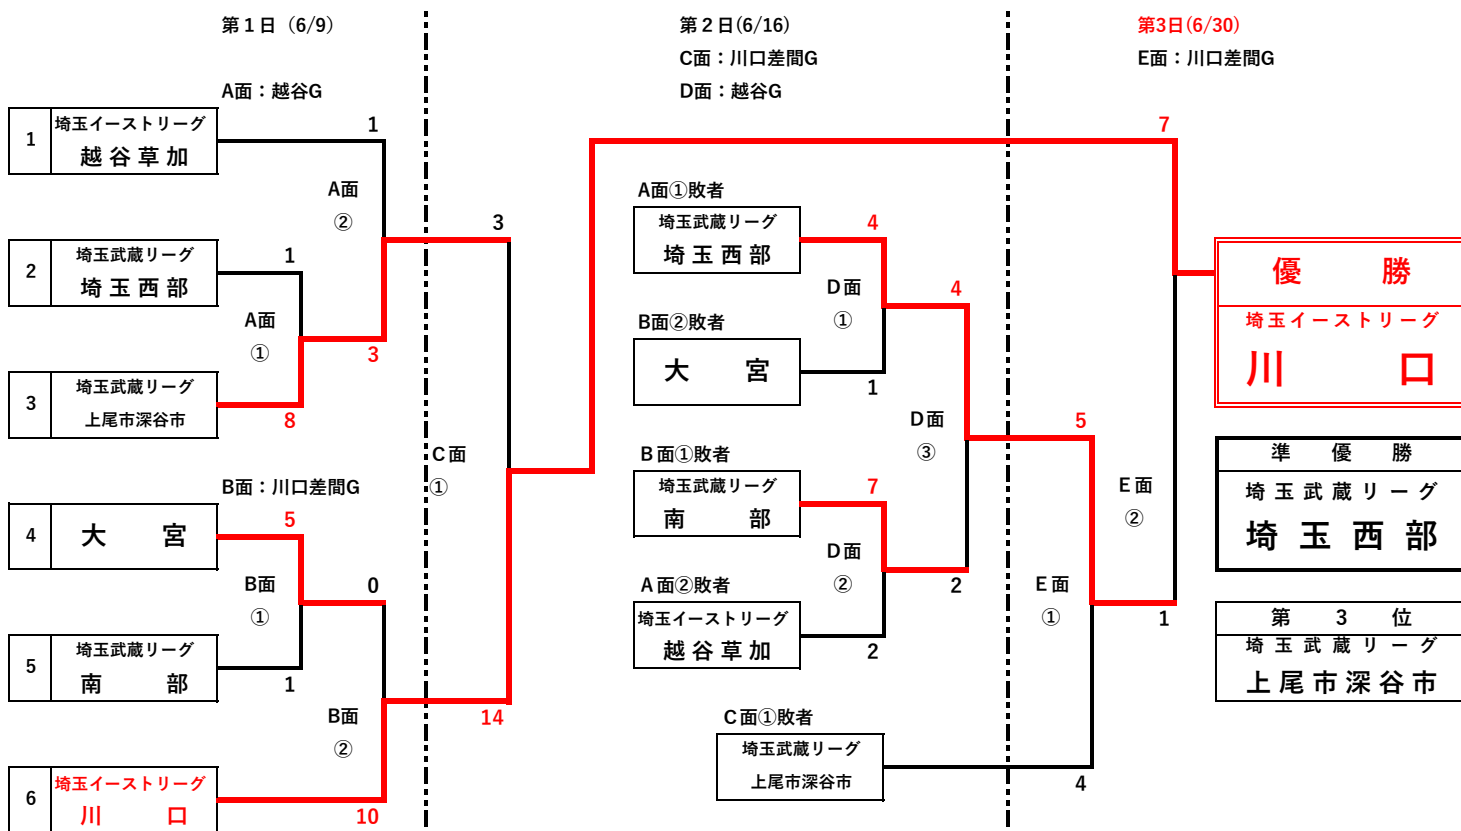 第１日（6/9）
A面：越谷G
1
埼玉イーストリーグ
越谷草加
1
A面
②
2
埼玉武蔵リーグ
埼玉西部
1
A面
①
3
3
埼玉武蔵リーグ
上尾市深谷市
8
B面：川口差間G
4
大宮
5
B面
①
0
5
埼玉武蔵リーグ
南部
1
B面
②
6
埼玉イーストリーグ
川口
10
第２日(6/16)
C面：川口差間G
D面：越谷G
3
C面
①
14
A面①敗者
埼玉武蔵リーグ
埼玉西部
4
D面
①
4
B面②敗者
大宮
1
D面
③
B面①敗者
埼玉武蔵リーグ
南部
7
D面
②
2
A面②敗者
埼玉イーストリーグ
越谷草加
2
C面①敗者
埼玉武蔵リーグ
上尾市深谷市
4
第3日(6/30)
E面：川口差間G
7
5
E面
②
E面
①
1
優勝
埼玉イーストリーグ
川口
準優勝
埼玉武蔵リーグ
埼玉西部
第3位
埼玉武蔵リーグ
上尾市深谷市